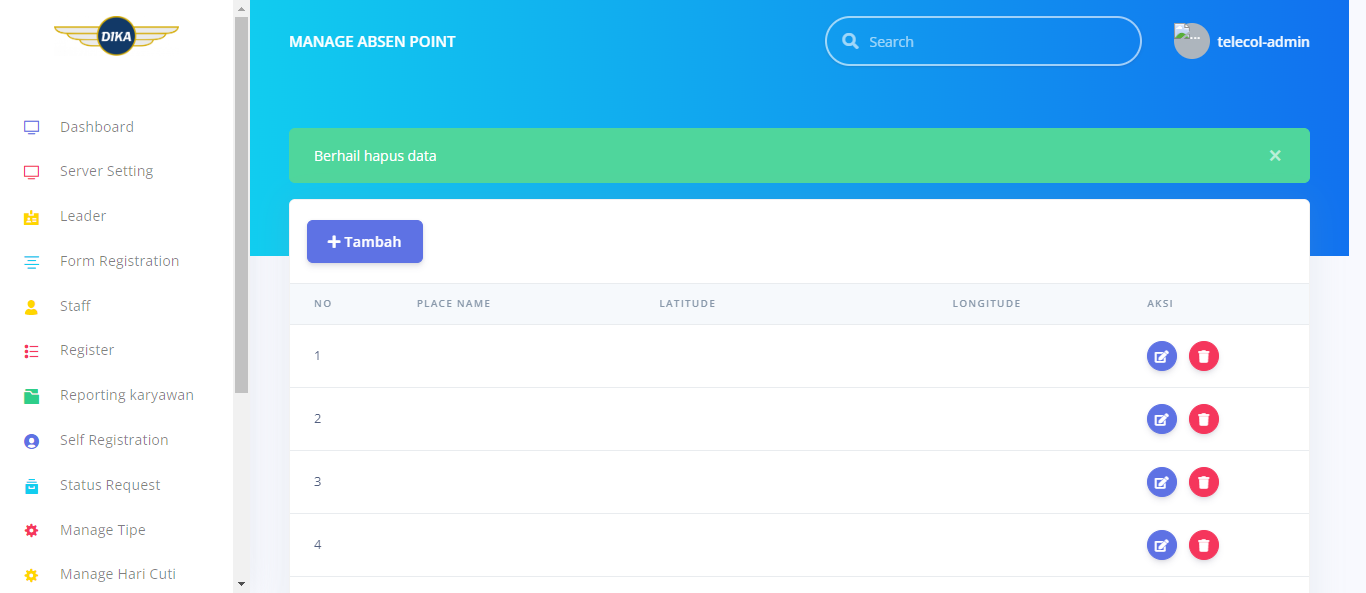 DIKA
MANAGE ABSEN POINT
Search
...
telecol-admin
Dashboard
Server Setting
Leader
Form Registration
Staff
Register
Reporting karyawan
Self Registration
Status Request
Manage Tipe
Manage Hari Cuti
Berhail hapus data
×
Tambah
NO PLACE NAME LATITUDE LONGITUDE AKSI
1
2
3
4